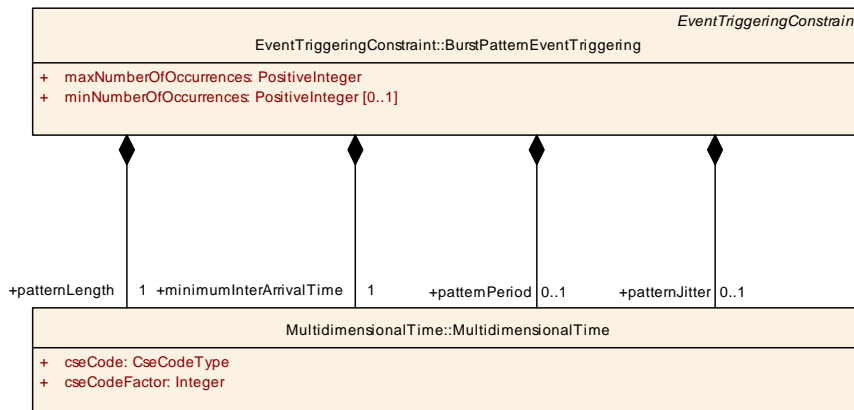 EventTriggeringConstrain
EventTriggeringConstraint::BurstPatternEventTriggering
+ maxNumberOfOccurrences: PositiveInteger
+ minNumberOfOccurrences: PositiveInteger [0..1]
+patternLength 1 +minimumInterArrivalTime 1 +patternPeriod 0..1 +patternJitter 0..1
MultidimensionalTime::MultidimensionalTime
+ cseCode: CseCodeType
+ cseCodeFactor: Integer